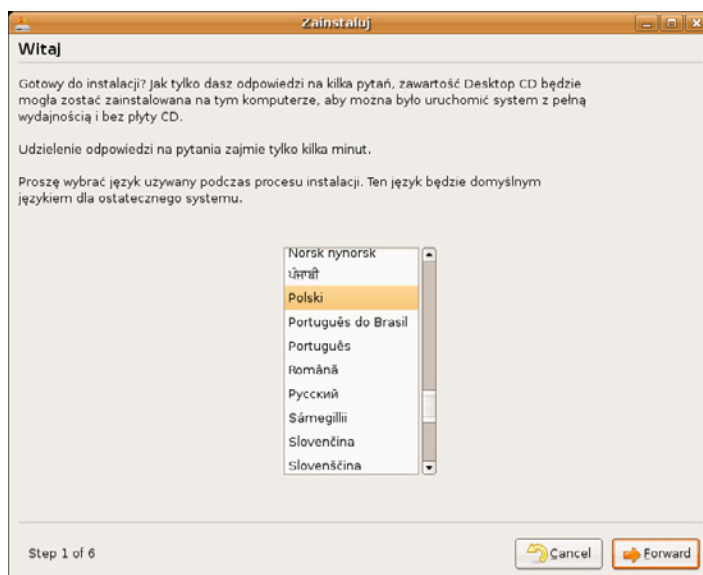 Zainstaluj
Witaj
Gotowy do instalacji? Jak tylko dasz odpowiedzi na kilka pytań, zawartość Desktop CD będzie
mogła zostać zainstalowana na tym komputerze, aby można było uruchomić system z pełną
wydajnością i bez płyty CD.
Udzielenie odpowiedzi na pytania zajmie tylko kilka minut.
Proszę wybrać język używany podczas procesu instalacji. Ten język będzie domyślnym
językiem dla ostatecznego systemu.
Norsk nynorsk
ਪੰਜਾਬੀ
Polski
Português do Brasil
Português
Română
Русский
Sámegillii
Slovenčina
Slovenščina
Step 1 of 6
Cancel
Forward